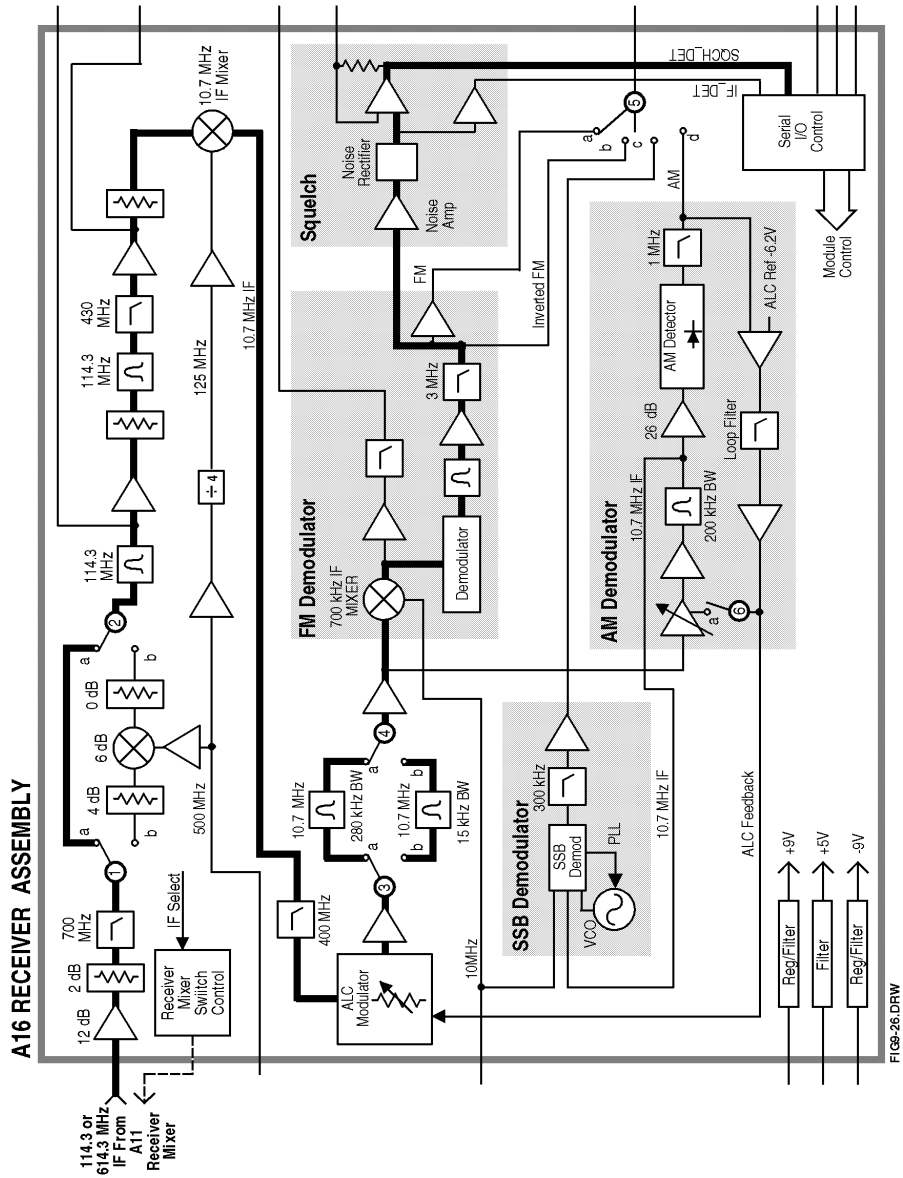 A16 RECEIVER ASSEMBLY
114.3 or
614.3 MHz
IF From
A11
Receiver
Mixer
12 dB
2 dB
700
MHz
1
a
b
4 dB
6 dB
0 dB
a
b
2
114.3
MHz
114.3
MHz
430
MHz
10.7 MHz
IF Mixer
Receiver
Mixer
Swiitch
Control
IF Select
500 MHz
÷ 4
125 MHz
10.7 MHz IF
400 MHz
ALC
Modulator
3
a
b
10.7 MHz
280 kHz BW
10.7 MHz
15 kHz BW
a
b
4
10MHz
FM Demodulator
700 kHz IF
MIXER
Demodulator
3 MHz
FM
Inverted FM
Squelch
Noise
Amp
Noise
Rectifier
SQCH_DET
IF_DET
5
a
b
c
d
AM
SSB Demodulator
SSB
Demod
VCO
PLL
300 kHz
10.7 MHz IF
AM Demodulator
a
6
10.7 MHz IF
200 kHz BW
26 dB
AM Detector
1 MHz
Loop Filter
ALC Ref -6.2V
ALC Feedback
Serial
I/O
Control
Module
Control
Reg/Filter
+9V
Filter
+5V
Reg/Filter
-9V
FIG9-26.DRW